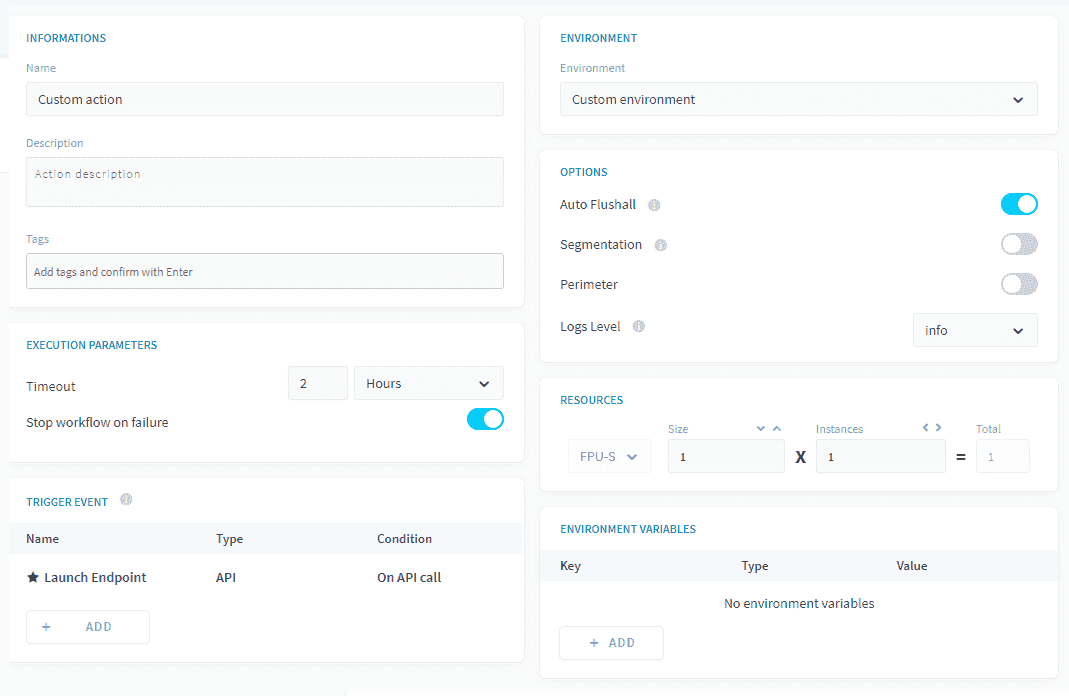 INFORMATIONS
Name
Custom action
Description
Action description
Tags
Add tags and confirm with Enter
EXECUTION PARAMETERS
Timeout
2
Hours
Stop workflow on failure
TRIGGER EVENT
Name Type Condition
★ Launch Endpoint API On API call
+ ADD
ENVIRONMENT
Environment
Custom environment
OPTIONS
Auto Flushall
Segmentation
Perimeter
Logs Level
info
RESOURCES
Size Instances Total
FPU-S 1 X 1 = 1
ENVIRONMENT VARIABLES
Key Type Value
No environment variables
+ ADD